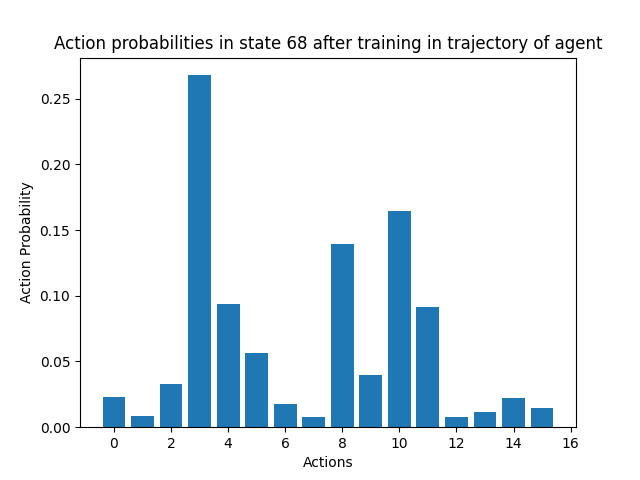 Action probabilities in state 68 after training in trajectory of agent
0.25
0.20
0.15
0.10
0.05
0.00
Action Probability
0 2 4 6 8 10 12 14 16
Actions